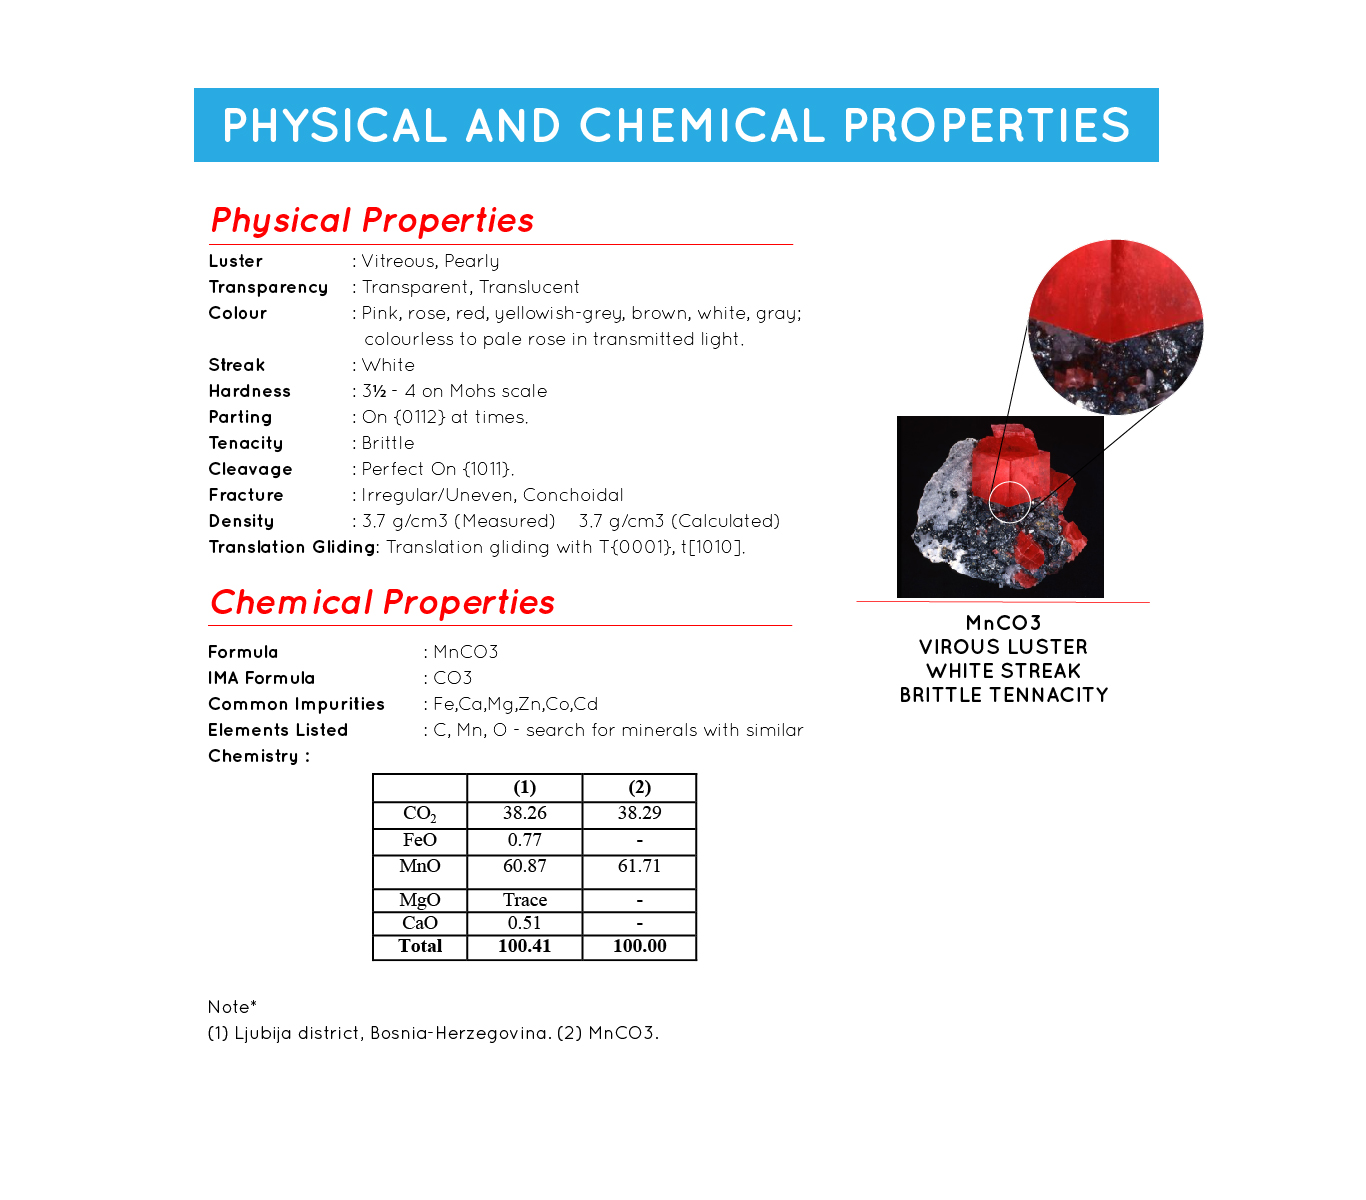 PHYSICAL AND CHEMICAL PROPERTIES
Physical Properties
Luster : Vitreous, Pearly
Transparency : Transparent, Translucent
Colour : Pink, rose, red, yellowish-grey, brown, white, gray;
colourless to pale rose in transmitted light.
Streak : White
Hardness : 3½ - 4 on Mohs scale
Parting : On {0112} at times.
Tenacity : Brittle
Cleavage : Perfect On {1011}.
Fracture : Irregular/Uneven, Conchoidal
Density : 3.7 g/cm3 (Measured) 3.7 g/cm3 (Calculated)
Translation Gliding: Translation gliding with T{0001}, t[1010].
Chemical Properties
Formula : MnCO3
IMA Formula : CO3
Common Impurities : Fe,Ca,Mg,Zn,Co,Cd
Elements Listed : C, Mn, O - search for minerals with similar
Chemistry :
(1) (2)
CO₂ 38.26 38.29
FeO 0.77 -
MnO 60.87 61.71
MgO Trace -
CaO 0.51 -
Total 100.41 100.00
Note*
(1) Ljubija district, Bosnia-Herzegovina. (2) MnCO3.
MnCO3
VIROUS LUSTER
WHITE STREAK
BRITTLE TENNACITY